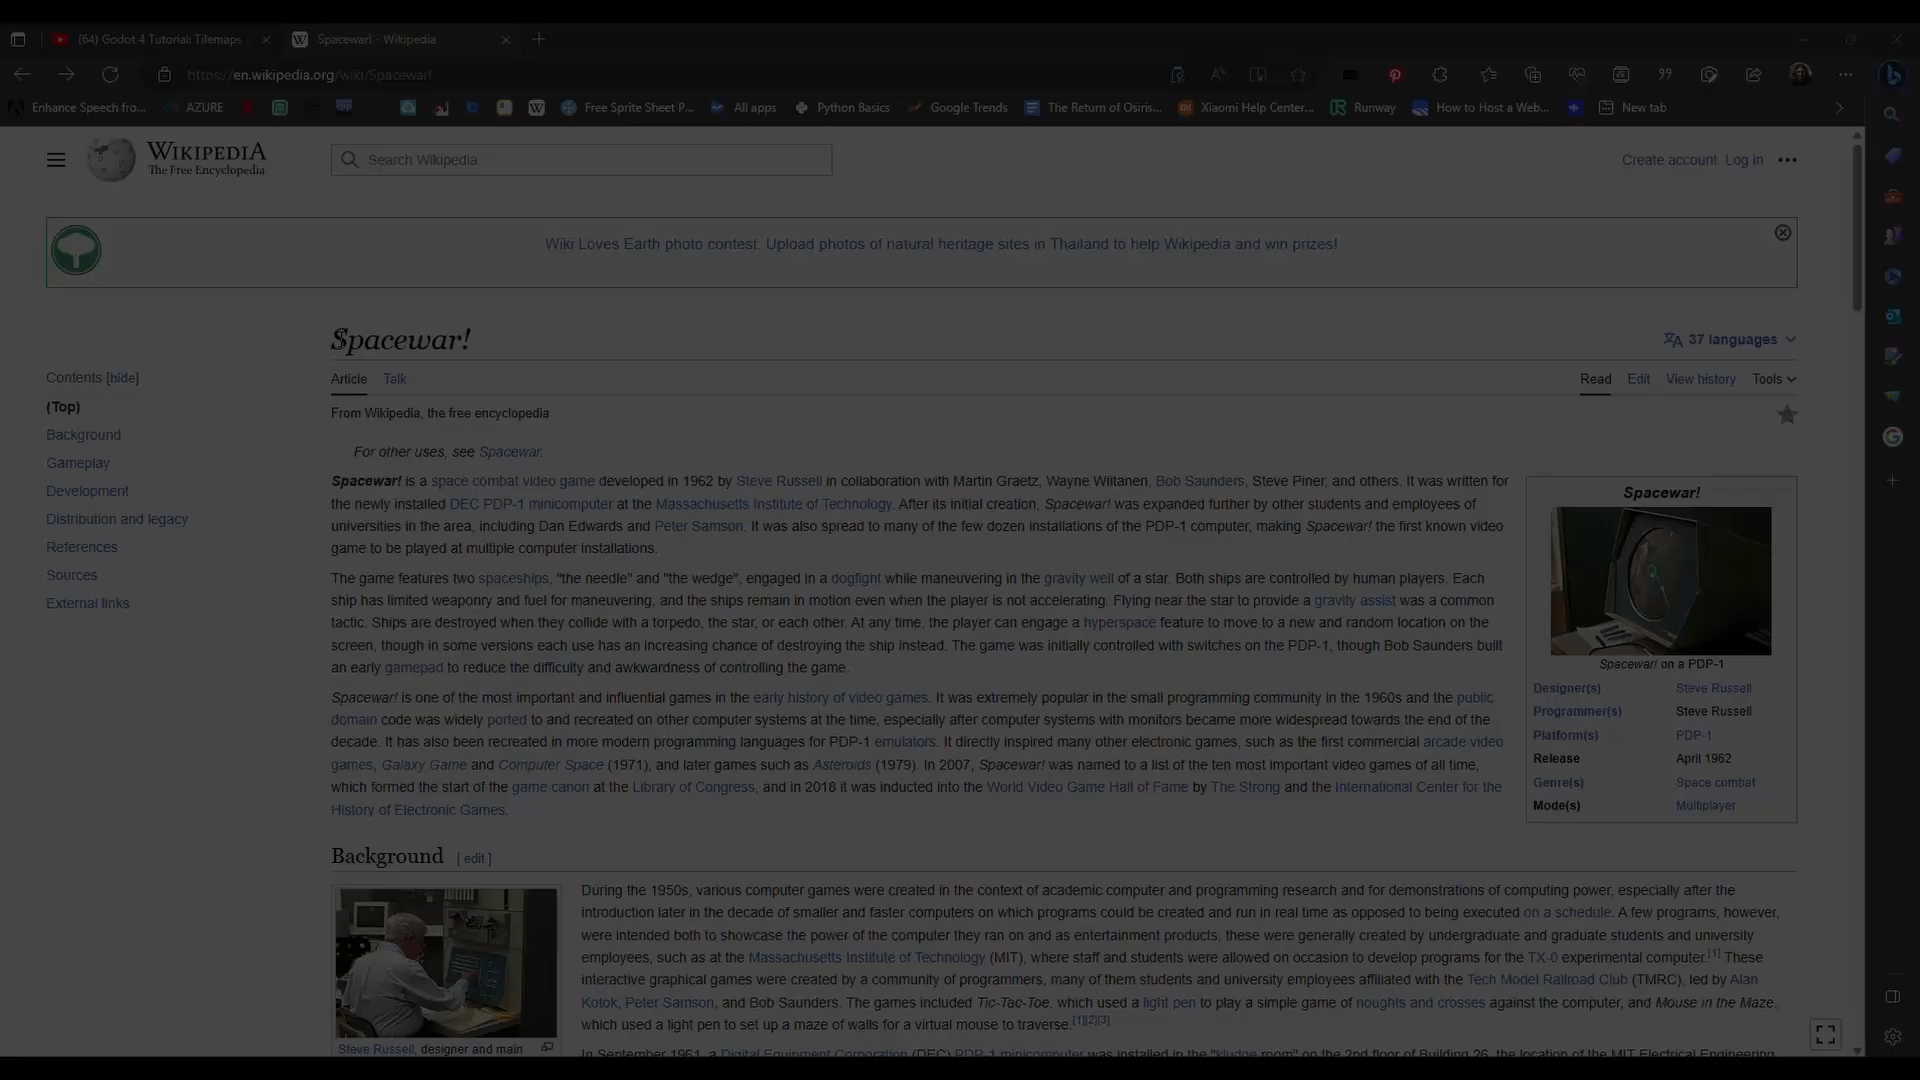 (64) Godot 4 Tutorial: Tilemaps
Spacewar! - Wikipedia
https://en.wikipedia.org/wiki/Spacewar!
Enhance Speech fro...
AZURE
Free Sprite Sheet P...
All apps
Python Basics
Google Trends
The Return of Osiris...
Xiaomi Help Center...
Runway
How to Host a Web...
New tab
WIKIPEDIA
The Free Encyclopedia
Search Wikipedia
Create account Log in
Wiki Loves Earth photo contest: Upload photos of natural heritage sites in Thailand to help Wikipedia and win prizes!
Spacewar!
37 languages
Contents [hide]
(Top)
Background
Gameplay
Development
Distribution and legacy
References
Sources
External links
Article Talk
Read Edit View history Tools
From Wikipedia, the free encyclopedia
For other uses, see Spacewar.
Spacewar! is a space combat video game developed in 1962 by Steve Russell in collaboration with Martin Graetz, Wayne Wiitanen, Bob Saunders, Steve Piner, and others. It was written for
the newly installed DEC PDP-1 minicomputer at the Massachusetts Institute of Technology. After its initial creation, Spacewar! was expanded further by other students and employees of
universities in the area, including Dan Edwards and Peter Samson. It was also spread to many of the few dozen installations of the PDP-1 computer, making Spacewar! the first known video
game to be played at multiple computer installations.
The game features two spaceships, "the needle" and "the wedge", engaged in a dogfight while maneuvering in the gravity well of a star. Both ships are controlled by human players. Each
ship has limited weaponry and fuel for maneuvering, and the ships remain in motion even when the player is not accelerating. Flying near the star to provide a gravity assist was a common
tactic. Ships are destroyed when they collide with a torpedo, the star, or each other. At any time, the player can engage a hyperspace feature to move to a new and random location on the
screen, though in some versions each use has an increasing chance of destroying the ship instead. The game was initially controlled with switches on the PDP-1, though Bob Saunders built
an early gamepad to reduce the difficulty and awkwardness of controlling the game.
Spacewar! is one of the most important and influential games in the early history of video games. It was extremely popular in the small programming community in the 1960s and the public
domain code was widely ported to and recreated on other computer systems at the time, especially after computer systems with monitors became more widespread towards the end of the
decade. It has also been recreated in more modern programming languages for PDP-1 emulators. It directly inspired many other electronic games, such as the first commercial arcade video
games, Galaxy Game and Computer Space (1971), and later games such as Asteroids (1979). In 2007, Spacewar! was named to a list of the ten most important video games of all time,
which formed the start of the game canon at the Library of Congress, and in 2018 it was inducted into the World Video Game Hall of Fame by The Strong and the International Center for the
History of Electronic Games.
Spacewar!
Spacewar! on a PDP-1
Designer(s) Steve Russell
Programmer(s) Steve Russell
Platform(s) PDP-1
Release April 1962
Genre(s) Space combat
Mode(s) Multiplayer
Background [ edit ]
Steve Russell, designer and main
During the 1950s, various computer games were created in the context of academic computer and programming research and for demonstrations of computing power, especially after the
introduction later in the decade of smaller and faster computers on which programs could be created and run in real time as opposed to being executed on a schedule. A few programs, however,
were intended both to showcase the power of the computer they ran on and as entertainment products; these were generally created by undergraduate and graduate students and university
employees, such as at the Massachusetts Institute of Technology (MIT), where staff and students were allowed on occasion to develop programs for the TX-0 experimental computer.[1] These
interactive graphical games were created by a community of programmers, many of them students and university employees affiliated with the Tech Model Railroad Club (TMRC), led by Alan
Kotok, Peter Samson, and Bob Saunders. The games included Tic-Tac-Toe, which used a light pen to play a simple game of noughts and crosses against the computer, and Mouse in the Maze,
which used a light pen to set up a maze of walls for a virtual mouse to traverse.[1][2][3]
In September 1961, a Digital Equipment Corporation (DEC) PDP-1 minicomputer was installed in the "kludge room" on the 2nd floor of Building 26, the location of the MIT Electrical Engineering